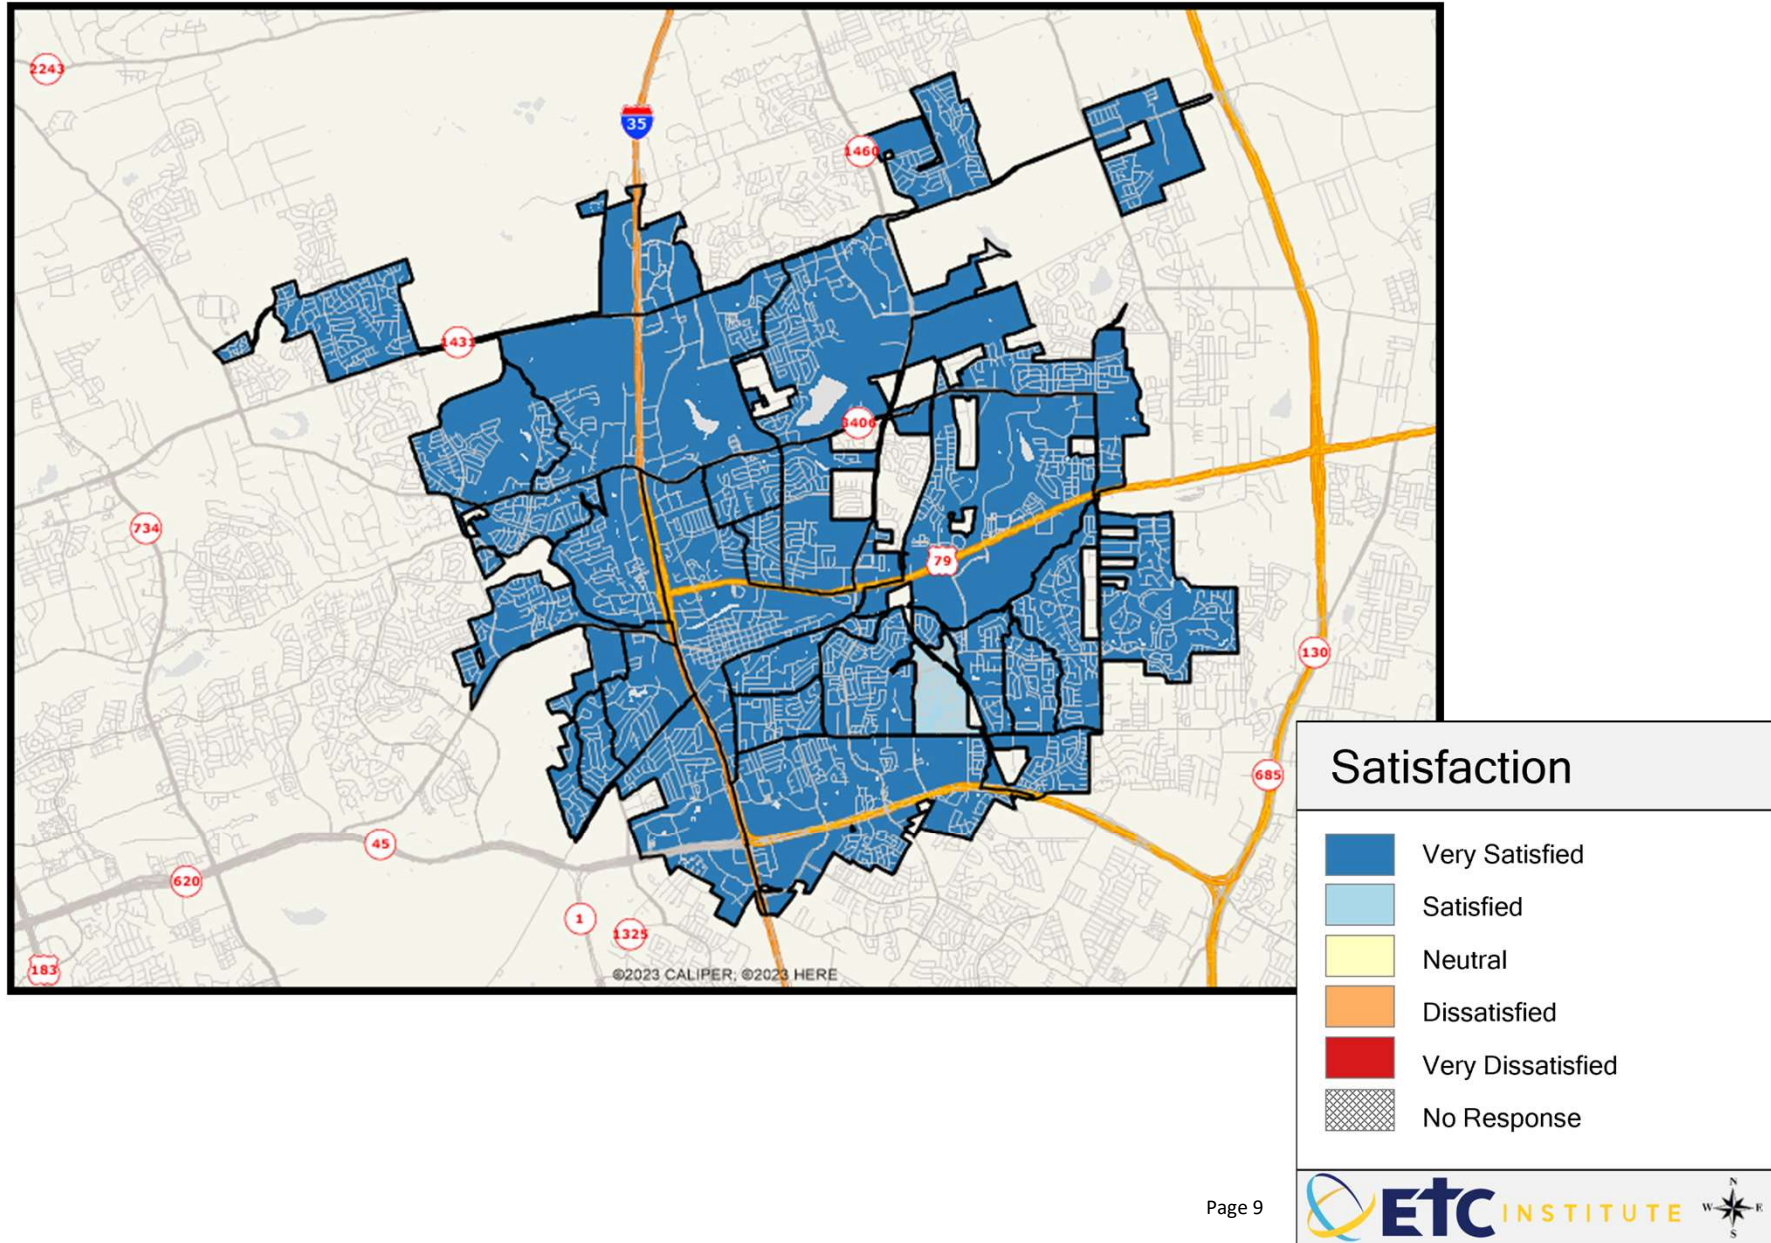 2243
35
1460
1431
3406
734
79
130
685
45
620
1
1325
183
©2023 CALIPER; ©2023 HERE
Satisfaction
Very Satisfied
Satisfied
Neutral
Dissatisfied
Very Dissatisfied
No Response
Page 9
ETC INSTITUTE
N
W E
S